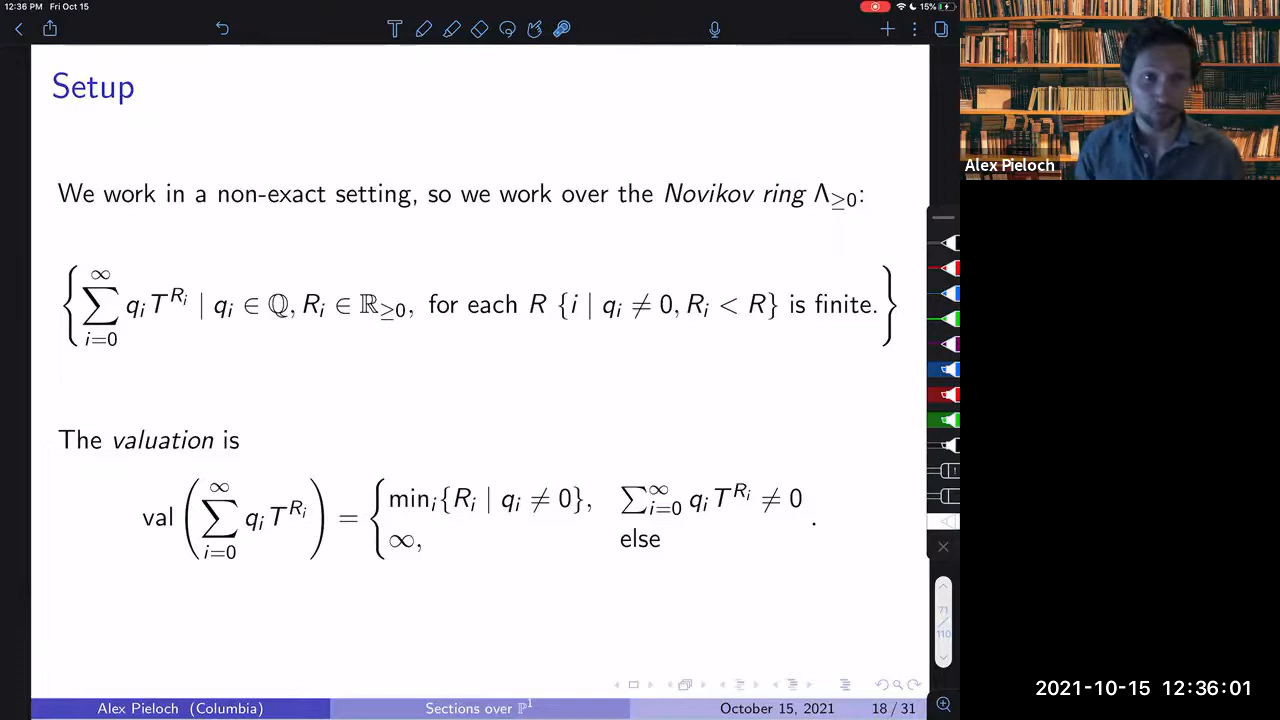 12:36 PM Fri Oct 15
15%
Setup
We work in a non-exact setting, so we work over the Novikov ring Λ≥0:
{ ∑_{i=0}^{∞} q_i T^{R_i} | q_i ∈ ℚ, R_i ∈ ℝ≥0, for each R {i | q_i ≠ 0, R_i < R} is finite. }
The valuation is
val ( ∑_{i=0}^{∞} q_i T^{R_i} ) = { min_i{R_i | q_i ≠ 0}, ∑_{i=0}^{∞} q_i T^{R_i} ≠ 0
∞, else .
Alex Pieloch (Columbia) Sections over ℙ¹ October 15, 2021 18 / 31
71
/
110
Alex Pieloch
2021-10-15 12:36:01